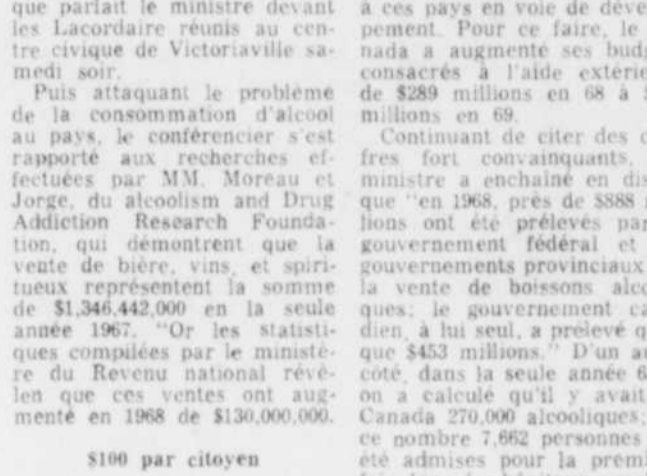 que parlait le ministre devant
les Lacordaire réunis au cen-
tre civique de Victoriaville sa-
medi soir.
Puis attaquant le problème
de la consommation d'alcool
au pays, le conférencier s'est
rapporté aux recherches ef-
fectuées par MM. Moreau et
Jorge, du alcoolism and Drug
Addiction Research Founda-
tion, qui démontrent que la
vente de bière, vins, et spiri-
tueux représentent la somme
de $1,346,442,000 en la seule
année 1967. "Or les statisti-
ques compilées par le ministè-
re du Revenu national révè-
len que ces ventes ont aug-
menté en 1968 de $130,000,000.
$100 par citoyen
à ces pays en voie de déve
pement. Pour ce faire, le
nada a augmenté ses budg
consacrés à l'aide extérie
de $289 millions en 68 à
millions en 69.
Continuant de citer des c
fres fort convainquants,
ministre a enchaîné en dis
que "en 1968, près de $888
lions ont été prélevés par
gouvernement fédéral et
gouvernements provinciaux
la vente de boissons alco
ques; le gouvernement ca
dien, à lui seul, a prélevé q
que $453 millions." D'un au
côté, dans la seule année 6
on a calculé qu'il y avait
Canada 270,000 alcooliques;
ce nombre 7,662 personnes
été admises pour la premi